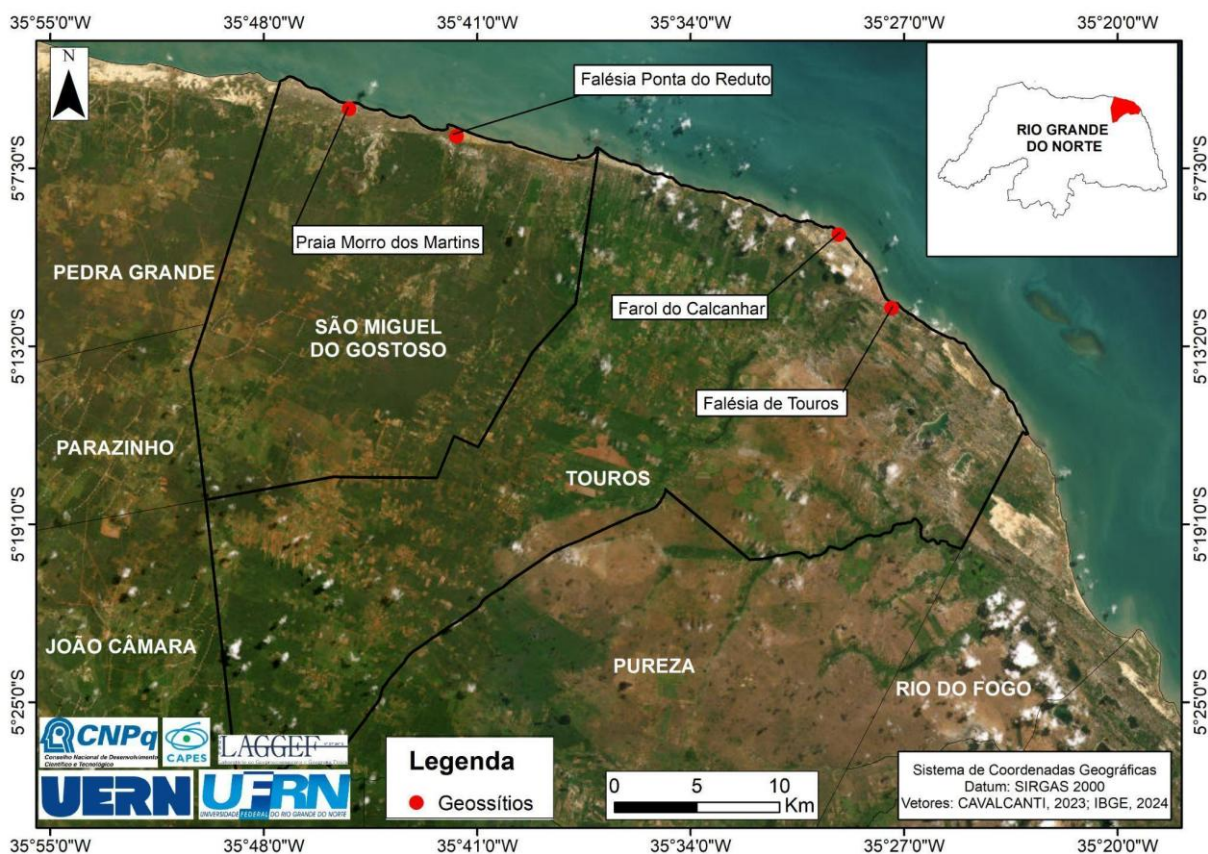 35°55'0"W 35°48'0"W 35°41'0"W 35°34'0"W 35°27'0"W 35°20'0"W
N
Falésia Ponta do Reduto
RIO GRANDE
DO NORTE
5°7'30"S
5°7'30"S
Praia Morro dos Martins
PEDRA GRANDE
SÃO MIGUEL
DO GOSTOSO
Farol do Calcanhar
5°13'20"S
5°13'20"S
Falésia de Touros
PARAZINHO
TOUROS
5°19'10"S
5°19'10"S
JOÃO CÂMARA
PUREZA
RIO DO FOGO
5°25'0"S
5°25'0"S
CNPq
Conselho Nacional de Desenvolvimento
Científico e Tecnológico
CAPES
LAGGEF
UERN
UFRN
UNIVERSIDADE FEDERAL DO RIO GRANDE DO NORTE
Legenda
Geossítios
0 5 10
Km
Sistema de Coordenadas Geográficas
Datum: SIRGAS 2000
Vetores: CAVALCANTI, 2023; IBGE, 2024
35°55'0"W 35°48'0"W 35°41'0"W 35°34'0"W 35°27'0"W 35°20'0"W